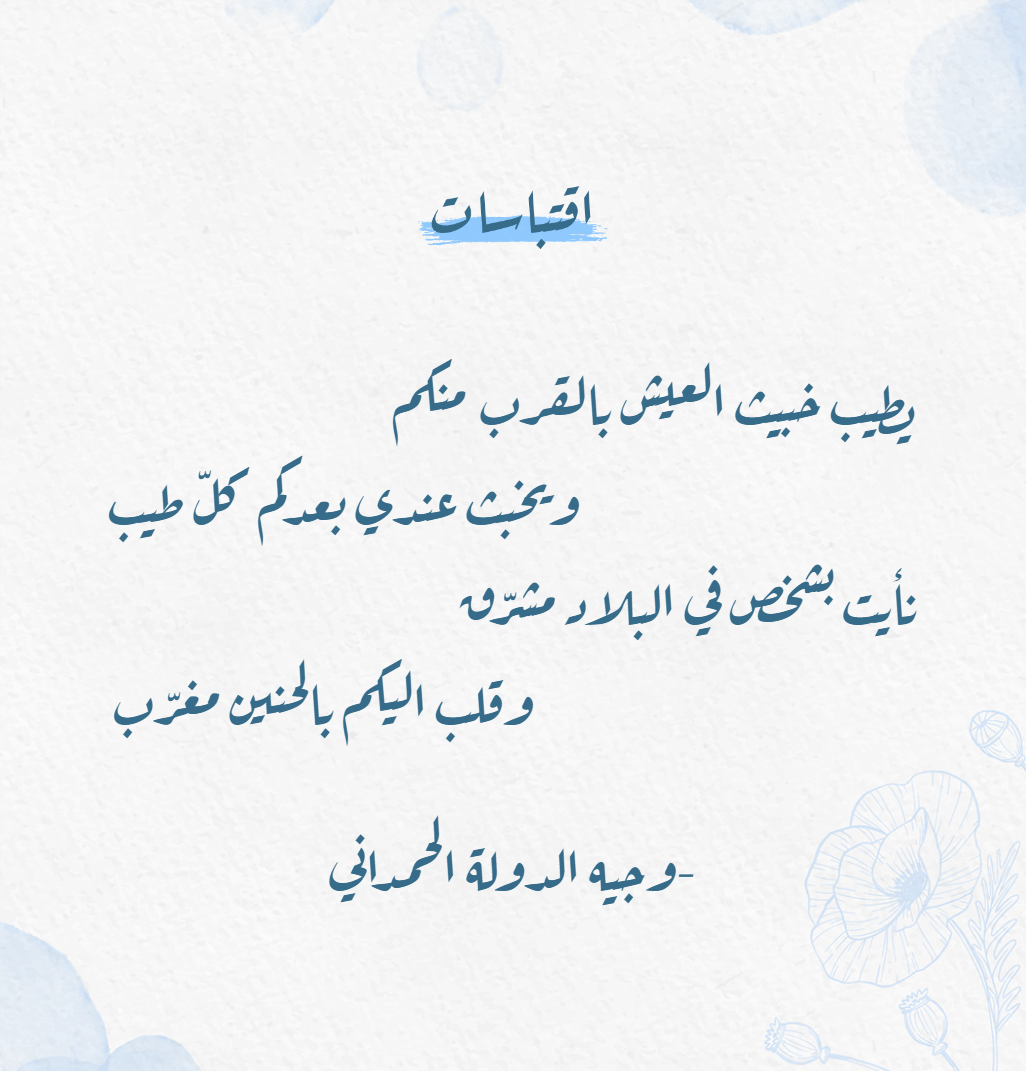 اقتباسات
يطيب خبيث العيش بالقرب منكم
ويخبث عندي بعدكم كلّ طيب
نأيت بشخص في البلاد مشرّق
وقلب اليكم بالحنين مغرّب
-وجيه الدولة الحمداني